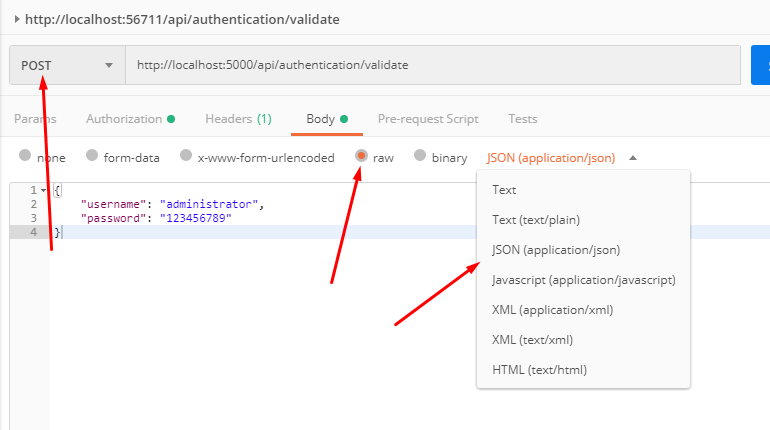 http://localhost:56711/api/authentication/validate
POST http://localhost:5000/api/authentication/validate
Params Authorization Headers (1) Body Pre-request Script Tests
none form-data x-www-form-urlencoded raw binary JSON (application/json)
1 {
2 "username": "administrator",
3 "password": "123456789"
4 }
Text
Text (text/plain)
JSON (application/json)
Javascript (application/javascript)
XML (application/xml)
XML (text/xml)
HTML (text/html)